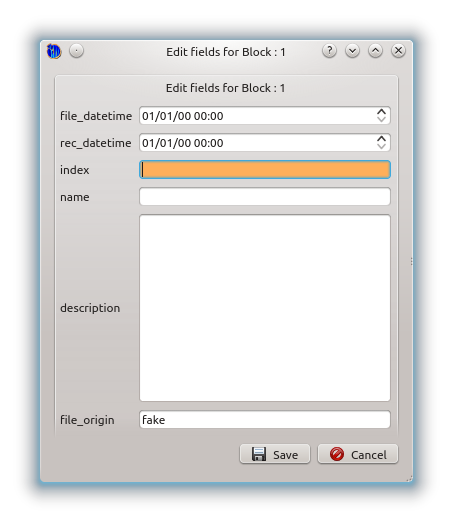 Edit fields for Block : 1
Edit fields for Block : 1
file_datetime 01/01/00 00:00
rec_datetime 01/01/00 00:00
index
name
description
file_origin fake
Save Cancel